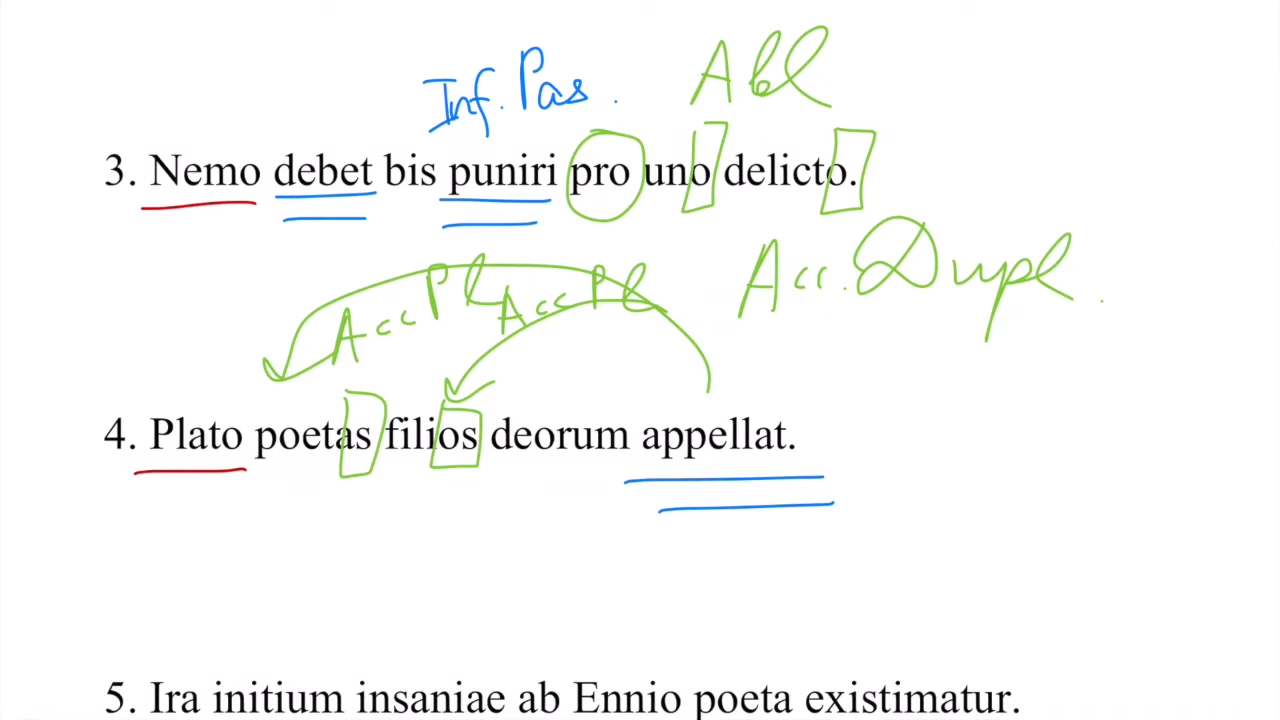 Inf. Pas. Abl
3. Nemo debet bis puniri pro uno delicto.
Acc Pl Acc Pl Acc. Dupl.
4. Plato poetas filios deorum appellat.
5. Ira initium insaniae ab Ennio poeta existimatur.